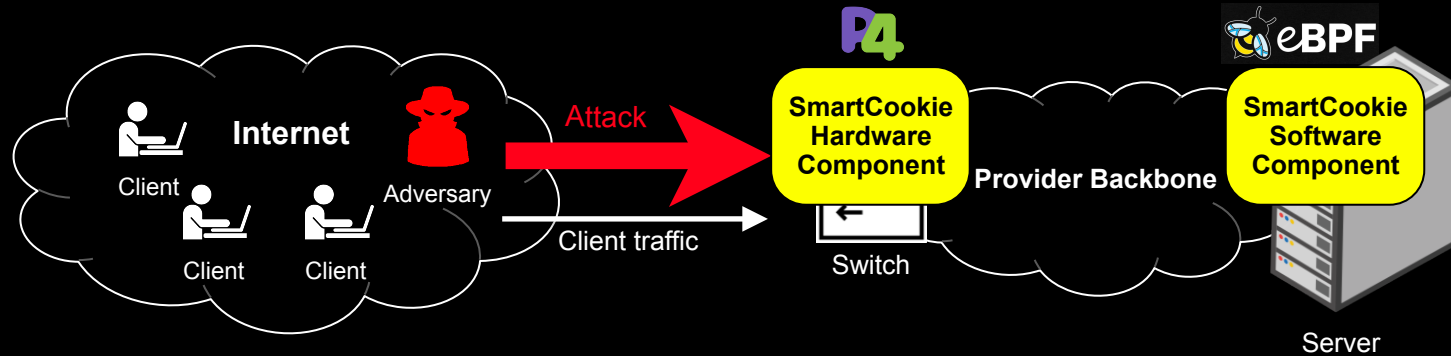 P4
eBPF
SmartCookie
Hardware
Component
SmartCookie
Software
Component
Internet
Attack
Provider Backbone
Client
Adversary
Client traffic
Client
Client
Switch
Server